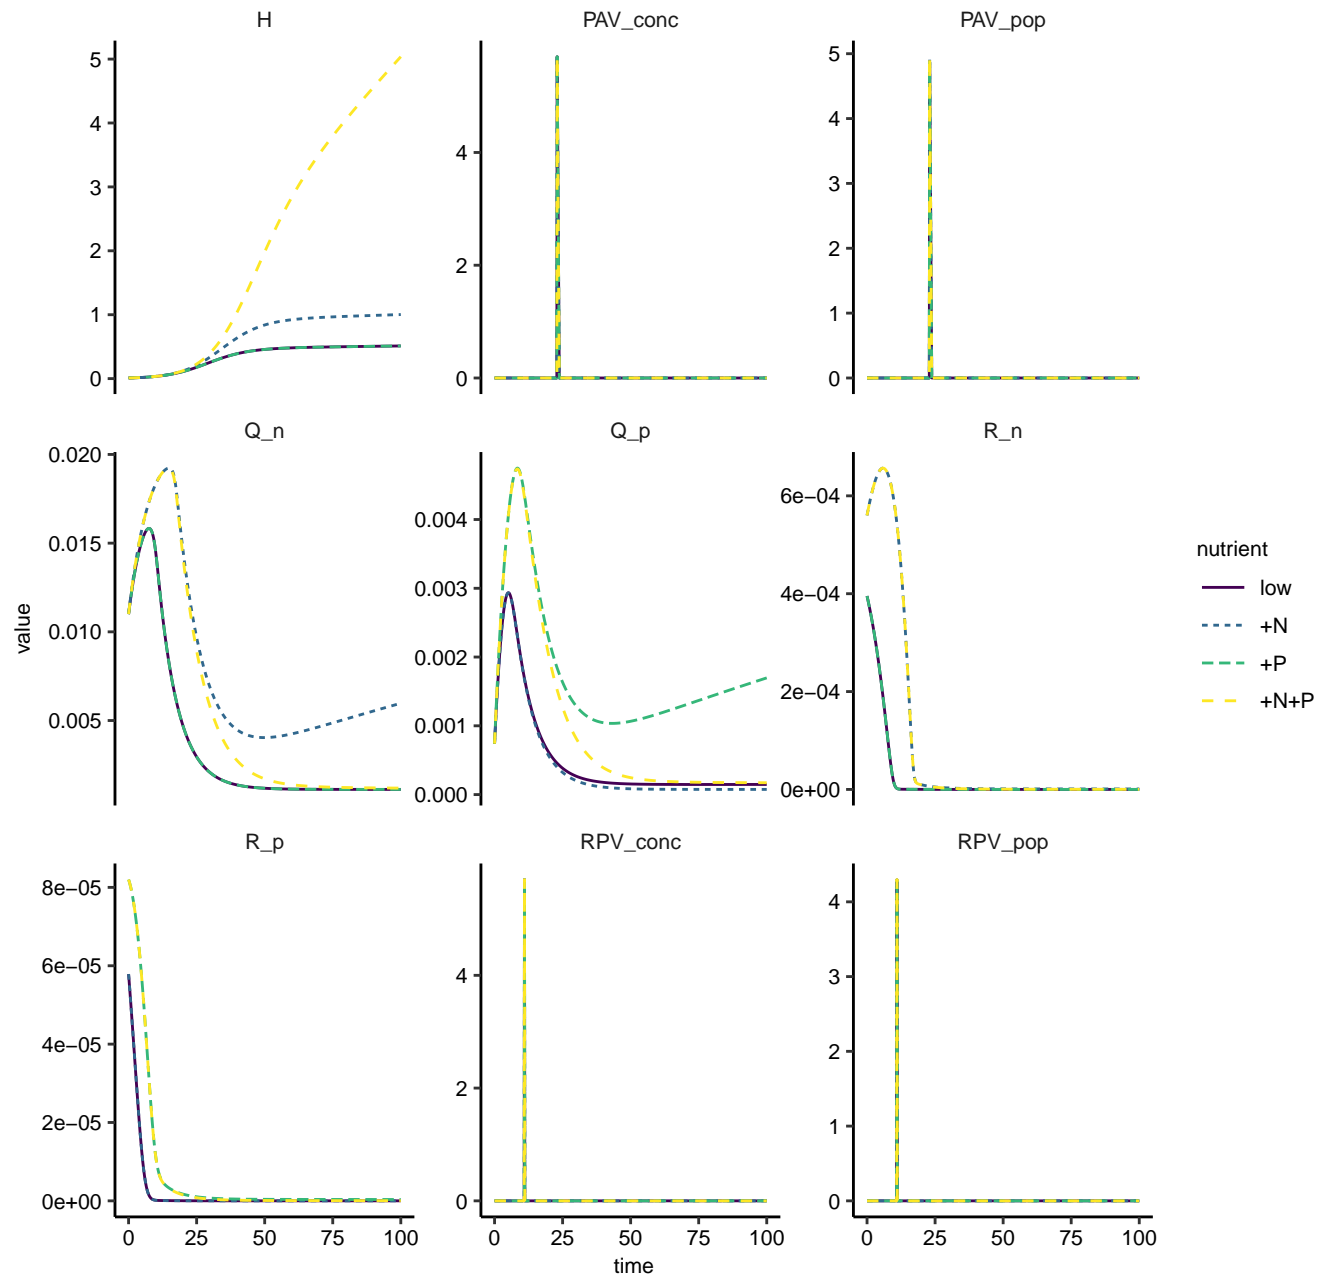 H
PAV_conc
PAV_pop
5
4
3
2
1
0
4
2
0
5
4
3
2
1
0
Q_n
Q_p
R_n
0.020
0.015
0.010
0.005
0.004
0.003
0.002
0.001
0.000
6e−04
4e−04
2e−04
0e+00
R_p
RPV_conc
RPV_pop
8e−05
6e−05
4e−05
2e−05
0e+00
4
2
0
4
3
2
1
0
0 25 50 75 100
0 25 50 75 100
0 25 50 75 100
time
value
nutrient
low
+N
+P
+N+P